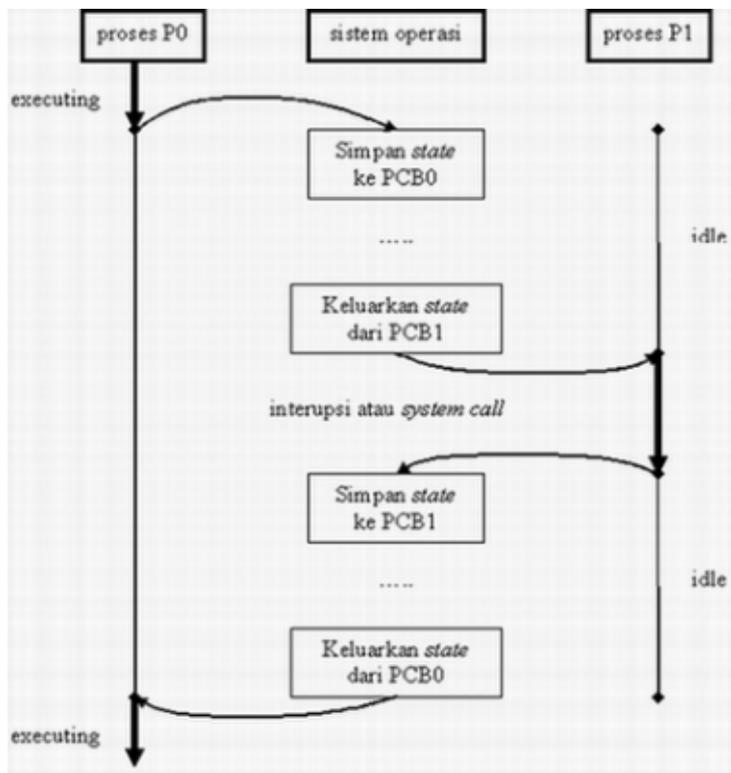 proses P0
sistem operasi
proses P1
executing
Simpan state
ke PCB0
.....
idle
Keluarkan state
dari PCB1
interupsi atau system call
Simpan state
ke PCB1
.....
idle
Keluarkan state
dari PCB0
executing